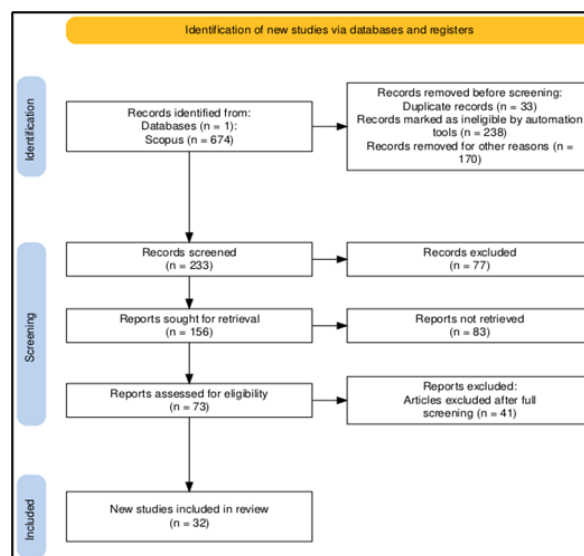 Identification of new studies via databases and registers
Identification
Records identified from:
Databases (n = 1):
Scopus (n = 674)
Records removed before screening:
Duplicate records (n = 33)
Records marked as ineligible by automation
tools (n = 238)
Records removed for other reasons (n =
170)
Screening
Records screened
(n = 233)
Records excluded
(n = 77)
Reports sought for retrieval
(n = 156)
Reports not retrieved
(n = 83)
Reports assessed for eligibility
(n = 73)
Reports excluded:
Articles excluded after full
screening (n = 41)
Included
New studies included in review
(n = 32)